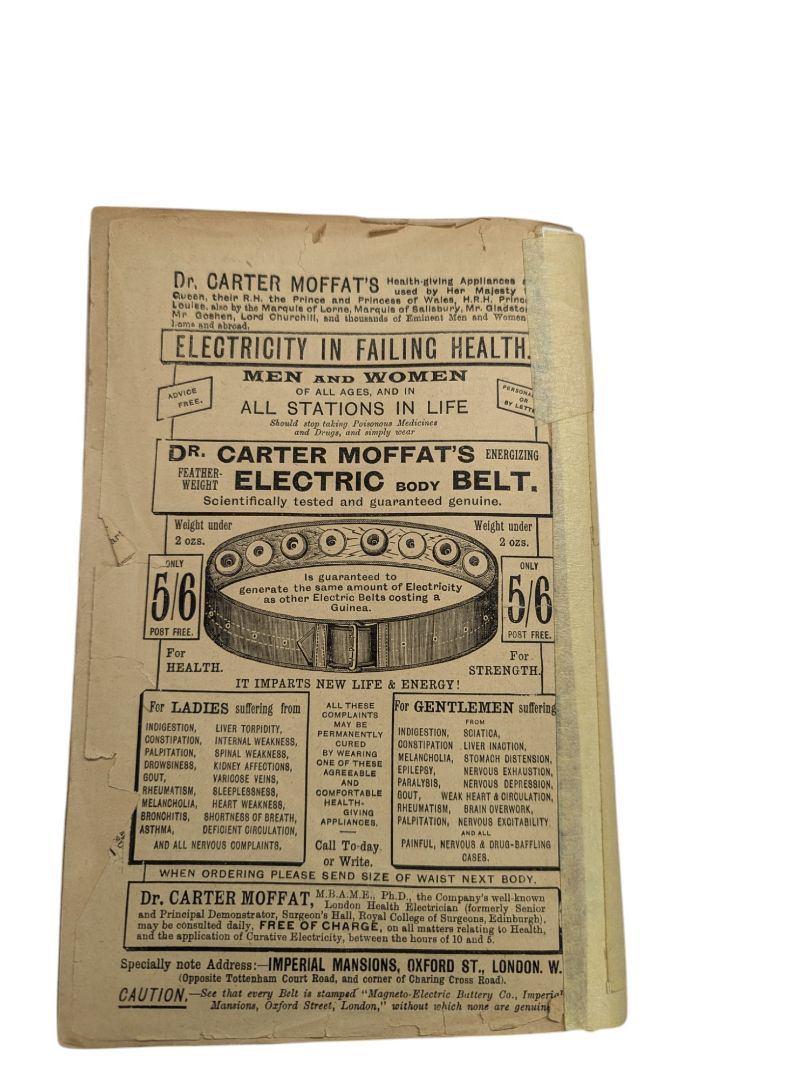 Dr. CARTER MOFFAT'S Health-giving Appliances
used by Her Majesty
Queen, their R.H. the Prince and Princess of Wales, H.R.H. Princ
Louise, also by the Marquis of Lorne, Marquis of Salisbury, Mr. Gladsto
Mr Goshen, Lord Churchill, and thousands of Eminent Men and Women
and abroad.
ELECTRICITY IN FAILING HEALTH.
MEN AND WOMEN
OF ALL AGES, AND IN
ALL STATIONS IN LIFE
ADVICE
FREE.
PERSONA
OR
BY LETT
Should stop taking Poisonous Medicines
and Drugs, and simply wear
DR. CARTER MOFFAT'S ENERGIZING
FEATHER-
WEIGHT ELECTRIC BODY BELT.
Scientifically tested and guaranteed genuine.
Weight under
2 ozs.
Weight under
2 ozs.
ONLY
5/6
POST FREE.
Is guaranteed to
generate the same amount of Electricity
as other Electric Belts costing a
Guinea.
ONLY
5/6
POST FREE.
For
HEALTH.
For
STRENGTH.
IT IMPARTS NEW LIFE & ENERGY!
For LADIES suffering from
INDIGESTION, LIVER TORPIDITY,
CONSTIPATION, INTERNAL WEAKNESS,
PALPITATION, SPINAL WEAKNESS,
DROWSINESS, KIDNEY AFFECTIONS,
GOUT, VARICOSE VEINS,
RHEUMATISM, SLEEPLESSNESS,
MELANCHOLIA, HEART WEAKNESS,
BRONCHITIS, SHORTNESS OF BREATH,
ASTHMA, DEFICIENT CIRCULATION,
AND ALL NERVOUS COMPLAINTS.
ALL THESE
COMPLAINTS
MAY BE
PERMANENTLY
CURED
BY WEARING
ONE OF THESE
AGREEABLE
AND
COMFORTABLE
HEALTH-
GIVING
APPLIANCES.
Call To-day
or Write.
For GENTLEMEN suffering
FROM
INDIGESTION, SCIATICA,
CONSTIPATION LIVER INACTION,
MELANCHOLIA, STOMACH DISTENSION,
EPILEPSY, NERVOUS EXHAUSTION,
PARALYSIS, NERVOUS DEPRESSION,
GOUT, WEAK HEART & CIRCULATION,
RHEUMATISM, BRAIN OVERWORK,
PALPITATION, NERVOUS EXCITABILITY
AND ALL
PAINFUL, NERVOUS & DRUG-BAFFLING
CASES.
WHEN ORDERING PLEASE SEND SIZE OF WAIST NEXT BODY.
Dr. CARTER MOFFAT, M.B.A.M.E., Ph.D., the Company's well-known
London Health Electrician (formerly Senior
and Principal Demonstrator, Surgeon's Hall, Royal College of Surgeons, Edinburgh),
may be consulted daily, FREE OF CHARGE, on all matters relating to Health,
and the application of Curative Electricity, between the hours of 10 and 5.
Specially note Address:—IMPERIAL MANSIONS, OXFORD ST., LONDON. W.
(Opposite Tottenham Court Road, and corner of Charing Cross Road).
CAUTION.—See that every Belt is stamped "Magneto-Electric Battery Co., Imperial
Mansions, Oxford Street, London," without which none are genuin